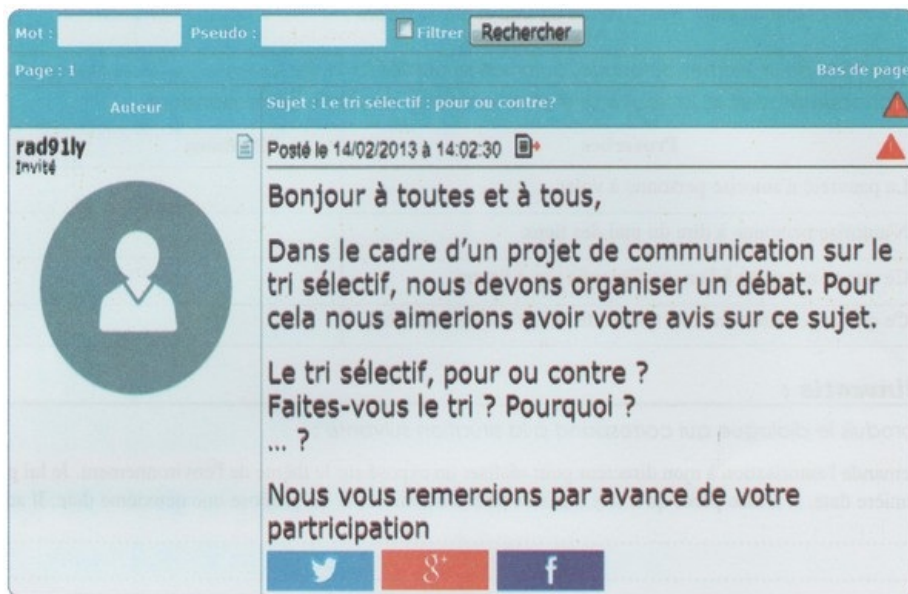 Mot : Pseudo : Filtrer Rechercher
Page : 1 Bas de page
Auteur Sujet : Le tri sélectif : pour ou contre?
rad91ly Posté le 14/02/2013 à 14:02:30
Invité
Bonjour à toutes et à tous,
Dans le cadre d'un projet de communication sur le
tri sélectif, nous devons organiser un débat. Pour
cela nous aimerions avoir votre avis sur ce sujet.
Le tri sélectif, pour ou contre ?
Faites-vous le tri ? Pourquoi ?
... ?
Nous vous remercions par avance de votre
partricipation
g+ f